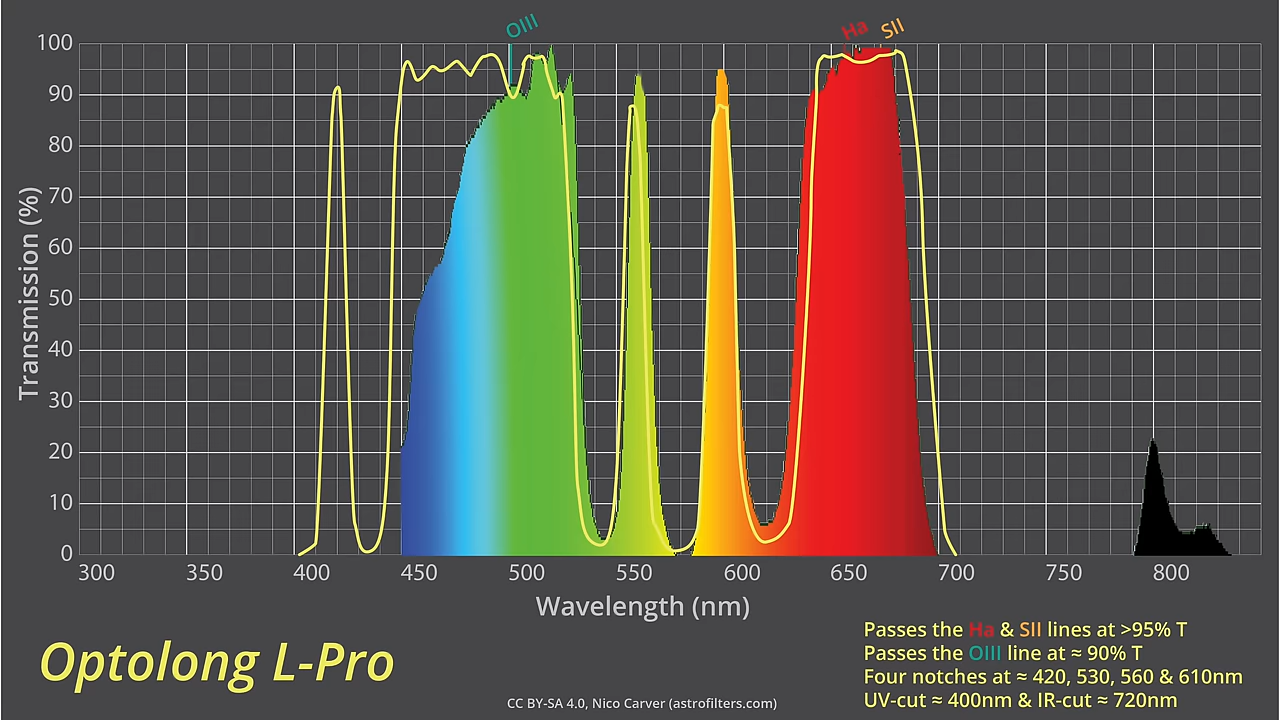 OIII
Ha SII
100
90
80
70
60
50
40
30
20
10
0
Transmission (%)
300 350 400 450 500 550 600 650 700 750 800
Wavelength (nm)
Optolong L-Pro
Passes the Ha & SII lines at >95% T
Passes the OIII line at ≈ 90% T
Four notches at ≈ 420, 530, 560 & 610nm
UV-cut ≈ 400nm & IR-cut ≈ 720nm
CC BY-SA 4.0, Nico Carver (astrofilters.com)